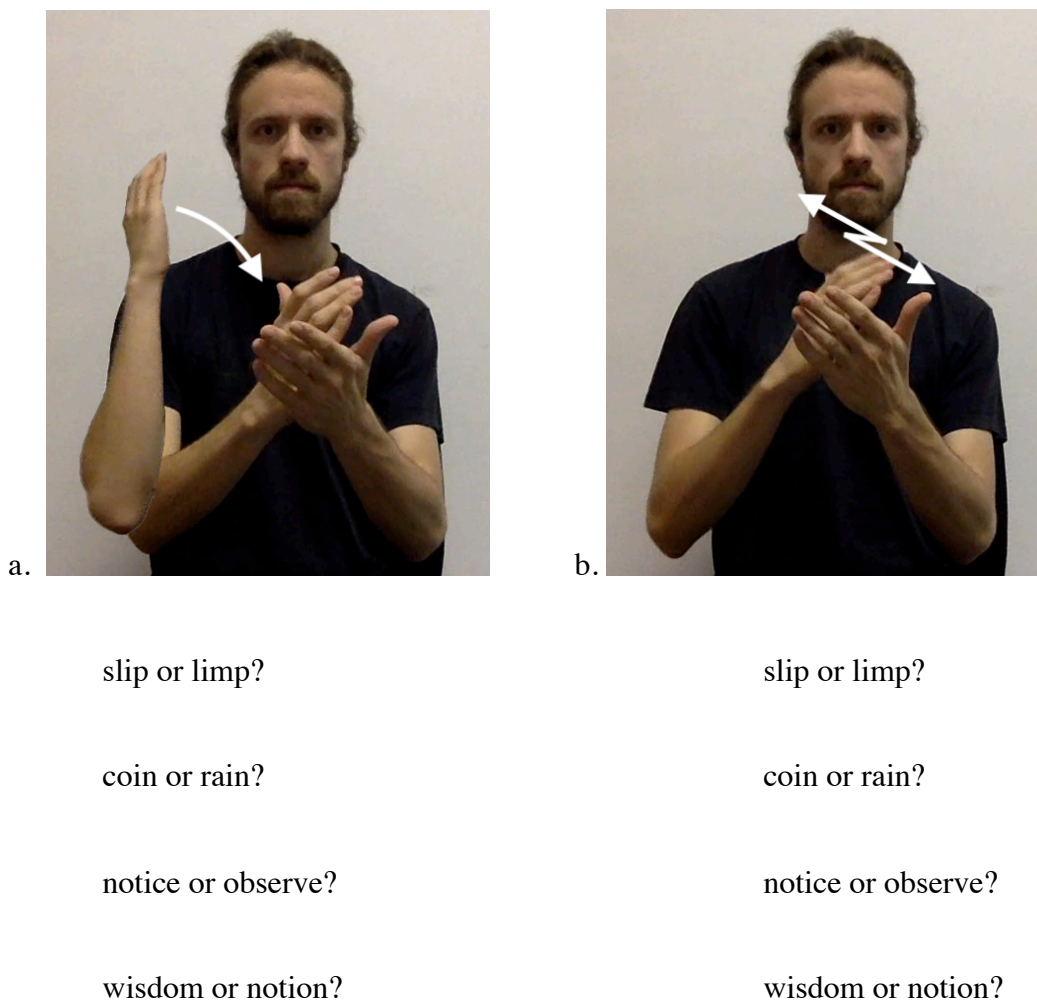 a. b.
slip or limp? slip or limp?
coin or rain? coin or rain?
notice or observe? notice or observe?
wisdom or notion? wisdom or notion?